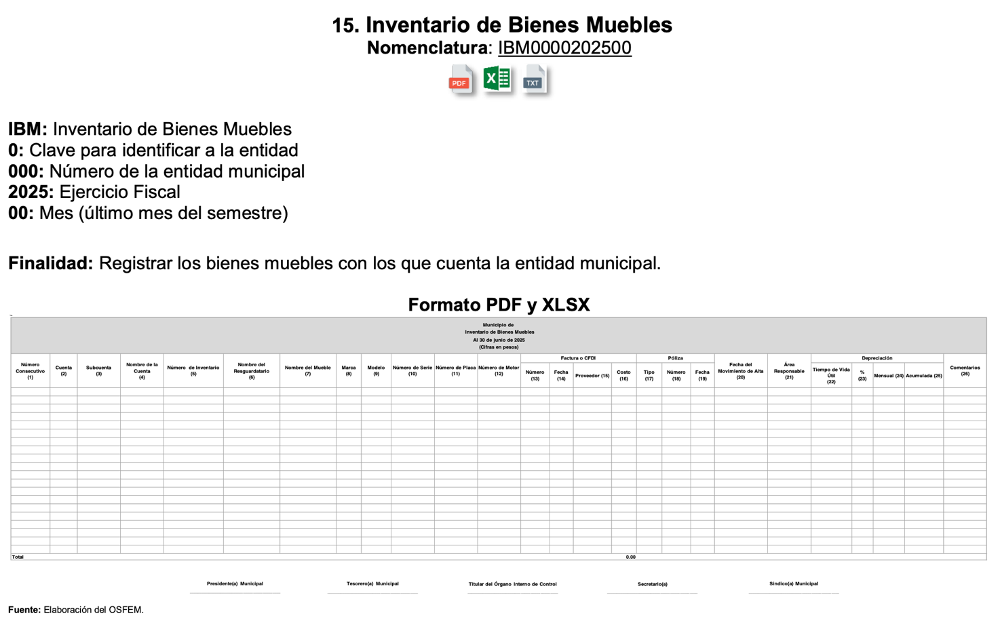 15. Inventario de Bienes Muebles
Nomenclatura: IBM0000202500
PDF X TXT
IBM: Inventario de Bienes Muebles
0: Clave para identificar a la entidad
000: Número de la entidad municipal
2025: Ejercicio Fiscal
00: Mes (último mes del semestre)
Finalidad: Registrar los bienes muebles con los que cuenta la entidad municipal.
Formato PDF y XLSX
Municipio de
Inventario de Bienes Muebles
Al 30 de junio de 2025
(Cifras en pesos)
Número Consecutivo (1)
Cuenta (2)
Subcuenta (3)
Nombre de la Cuenta (4)
Número de Inventario (5)
Nombre del Resguardatario (6)
Nombre del Mueble (7)
Marca (8)
Modelo (9)
Número de Serie (10)
Número de Placa (11)
Número de Motor (12)
Factura o CFDI
Número (13)
Fecha (14)
Proveedor (15)
Costo (16)
Póliza
Tipo (17)
Número (18)
Fecha (19)
Fecha del Movimiento de Alta (20)
Área Responsable (21)
Depreciación
Tiempo de Vida Útil (22)
% (23)
Mensual (24)
Acumulada (25)
Comentarios (26)
Total 0.00
Presidente(a) Municipal
Tesorero(a) Municipal
Titular del Órgano Interno de Control
Secretario(a)
Síndico(a) Municipal
Fuente: Elaboración del OSFEM.